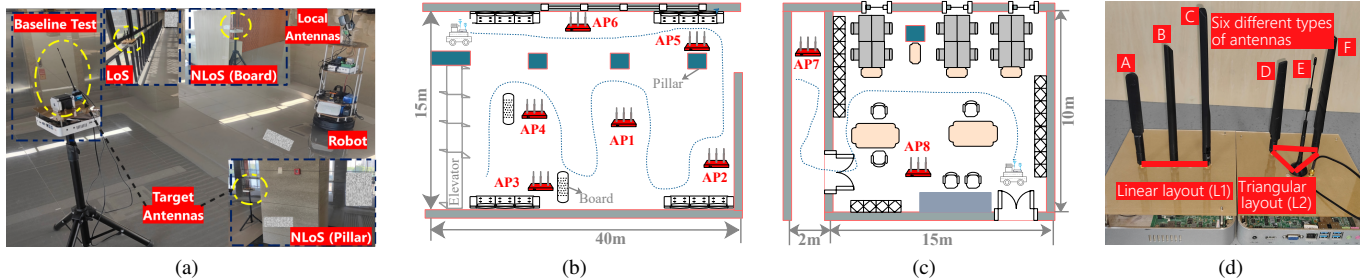 Baseline Test
LoS
NLoS (Board)
Local
Antennas
Robot
Target
Antennas
NLoS (Pillar)
(a)
AP6
AP5
Pillar
15m
AP4
AP1
AP2
AP3
Elevator
Board
40m
(b)
AP7
10m
AP8
2m
15m
(c)
Six different types
of antennas
A
B
C
D
E
F
Linear layout (L1)
Triangular
layout (L2)
(d)